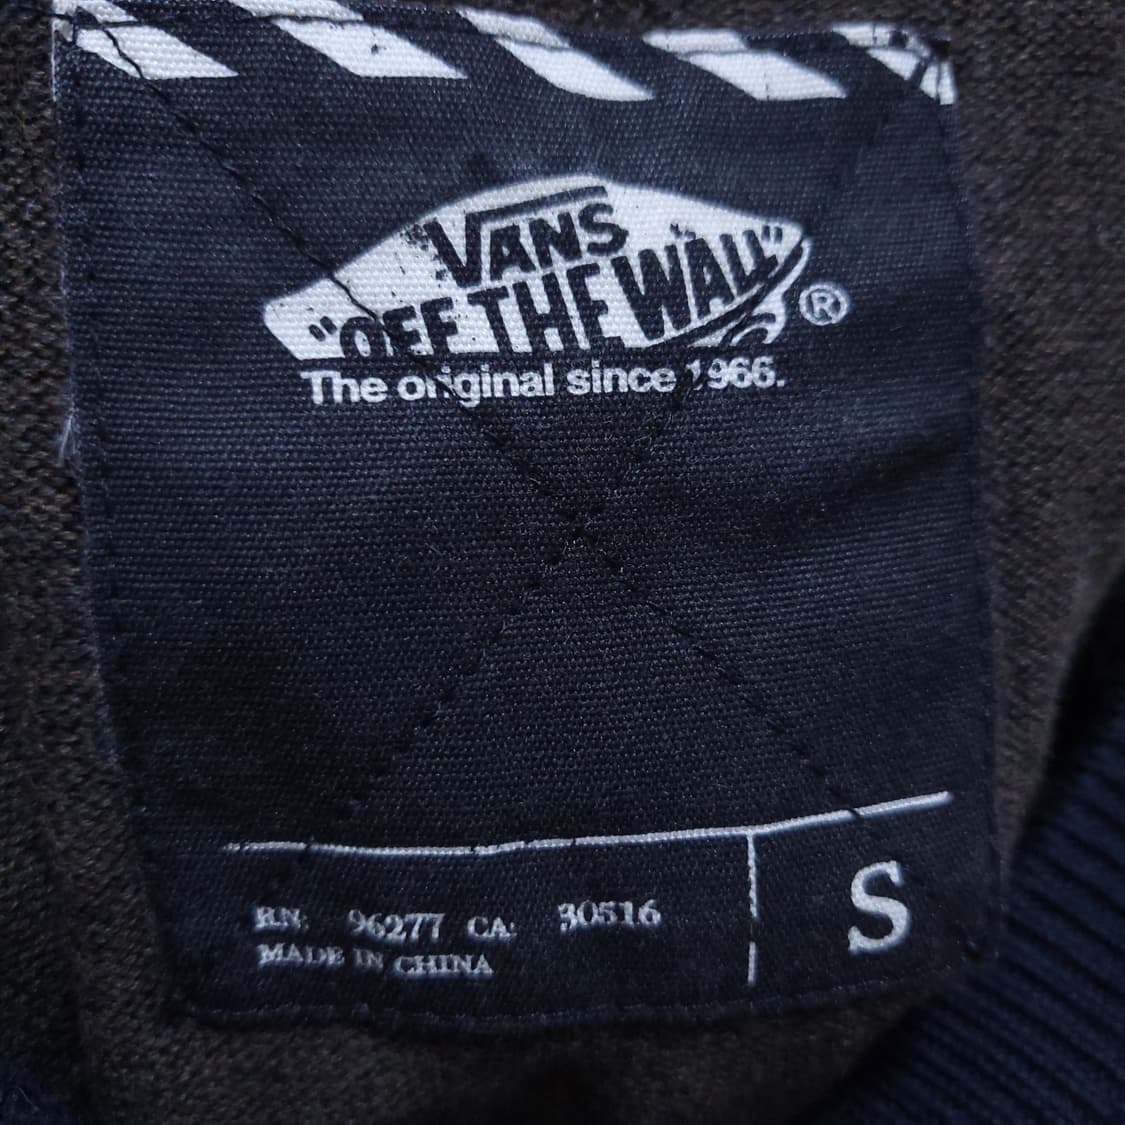 VANS
"OFF THE WALL" ®
The original since 1966.
RN: 96277 CA: 30516
MADE IN CHINA
S